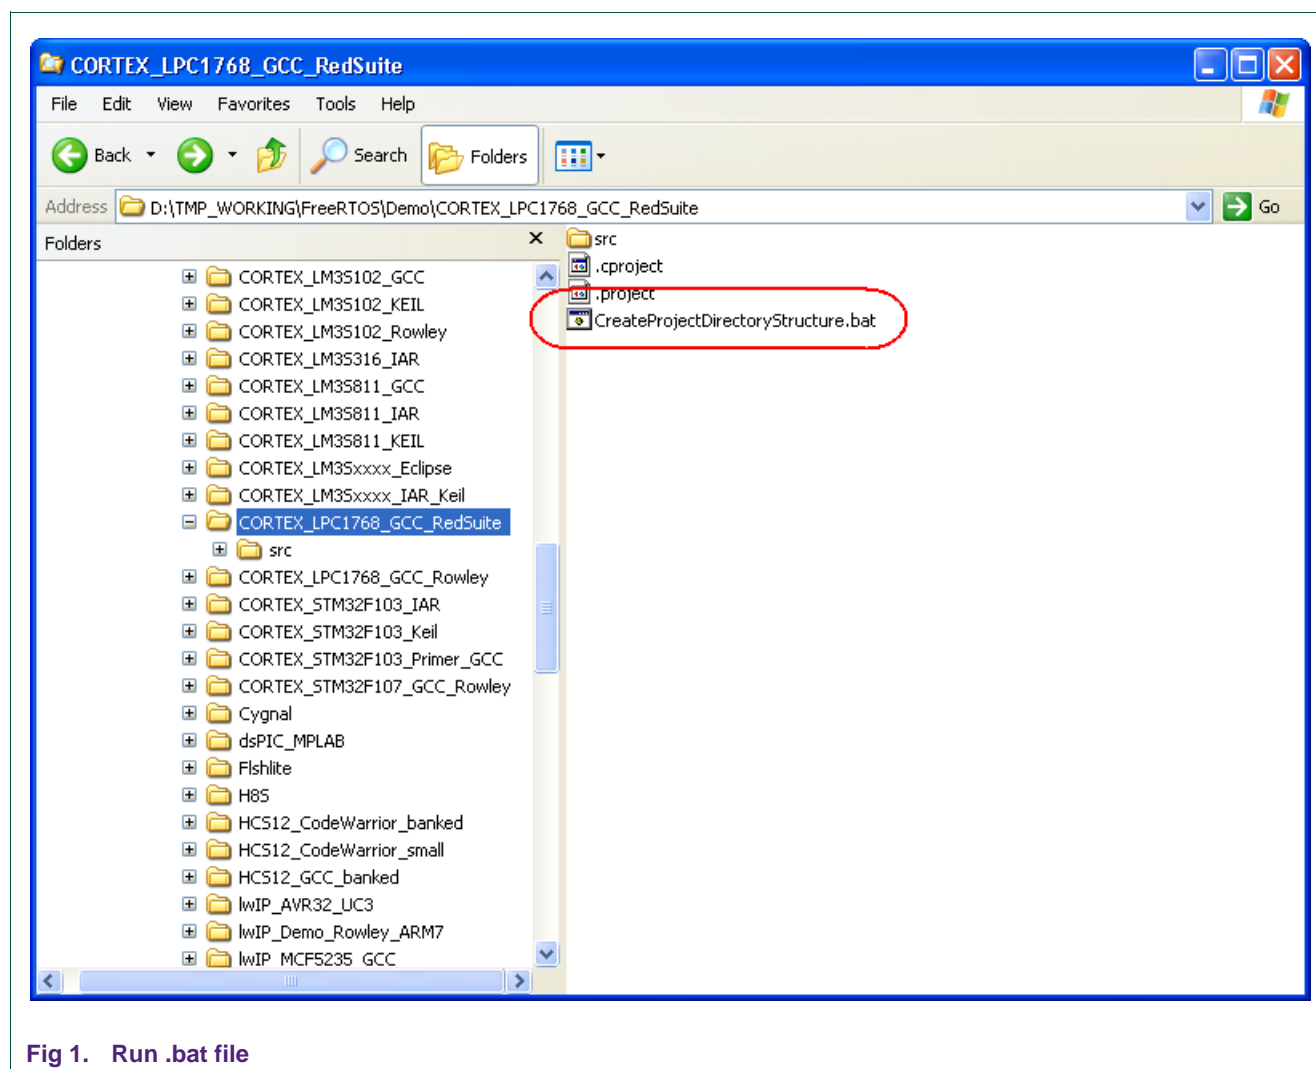 CORTEX_LPC1768_GCC_RedSuite
File Edit View Favorites Tools Help
Back Search Folders
Address D:\TMP_WORKING\FreeRTOS\Demo\CORTEX_LPC1768_GCC_RedSuite Go
Folders
CORTEX_LM3S102_GCC
CORTEX_LM3S102_KEIL
CORTEX_LM3S102_Rowley
CORTEX_LM3S316_IAR
CORTEX_LM3S811_GCC
CORTEX_LM3S811_IAR
CORTEX_LM3S811_KEIL
CORTEX_LM3Sxxxx_Eclipse
CORTEX_LM3Sxxxx_IAR_Keil
CORTEX_LPC1768_GCC_RedSuite
src
CORTEX_LPC1768_GCC_Rowley
CORTEX_STM32F103_IAR
CORTEX_STM32F103_Keil
CORTEX_STM32F103_Primer_GCC
CORTEX_STM32F107_GCC_Rowley
Cygnal
dsPIC_MPLAB
Flshlite
H8S
HCS12_CodeWarrior_banked
HCS12_CodeWarrior_small
HCS12_GCC_banked
lwIP_AVR32_UC3
lwIP_Demo_Rowley_ARM7
lwIP_MCF5235_GCC
src
.cproject
.project
CreateProjectDirectoryStructure.bat
Fig 1. Run .bat file